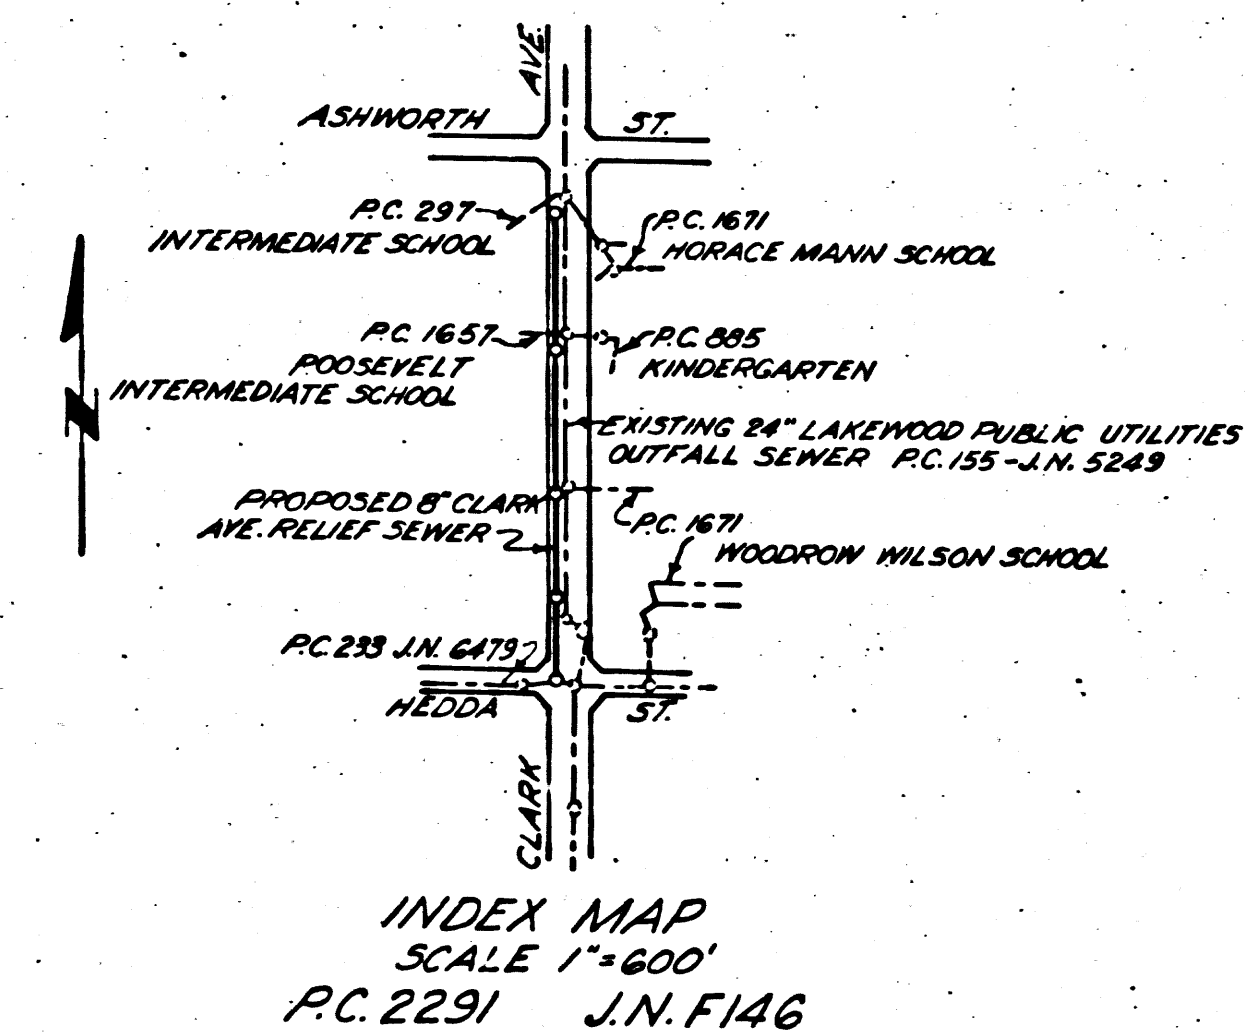 AVE.
ASHWORTH ST.
P.C. 297
INTERMEDIATE SCHOOL
P.C. 1671
HORACE MANN SCHOOL
P.C. 1657
POOSEVELT
INTERMEDIATE SCHOOL
P.C. 885
KINDERGARTEN
EXISTING 24" LAKEWOOD PUBLIC UTILITIES
OUTFALL SEWER P.C. 155-J.N. 5249
PROPOSED 8" CLARK
AVE. RELIEF SEWER
P.C. 1671
WOODROW WILSON SCHOOL
P.C. 233 J.N. 6479
HEDDA ST.
CLARK
N
INDEX MAP
SCALE 1"=600'
P.C. 2291 J.N. F146